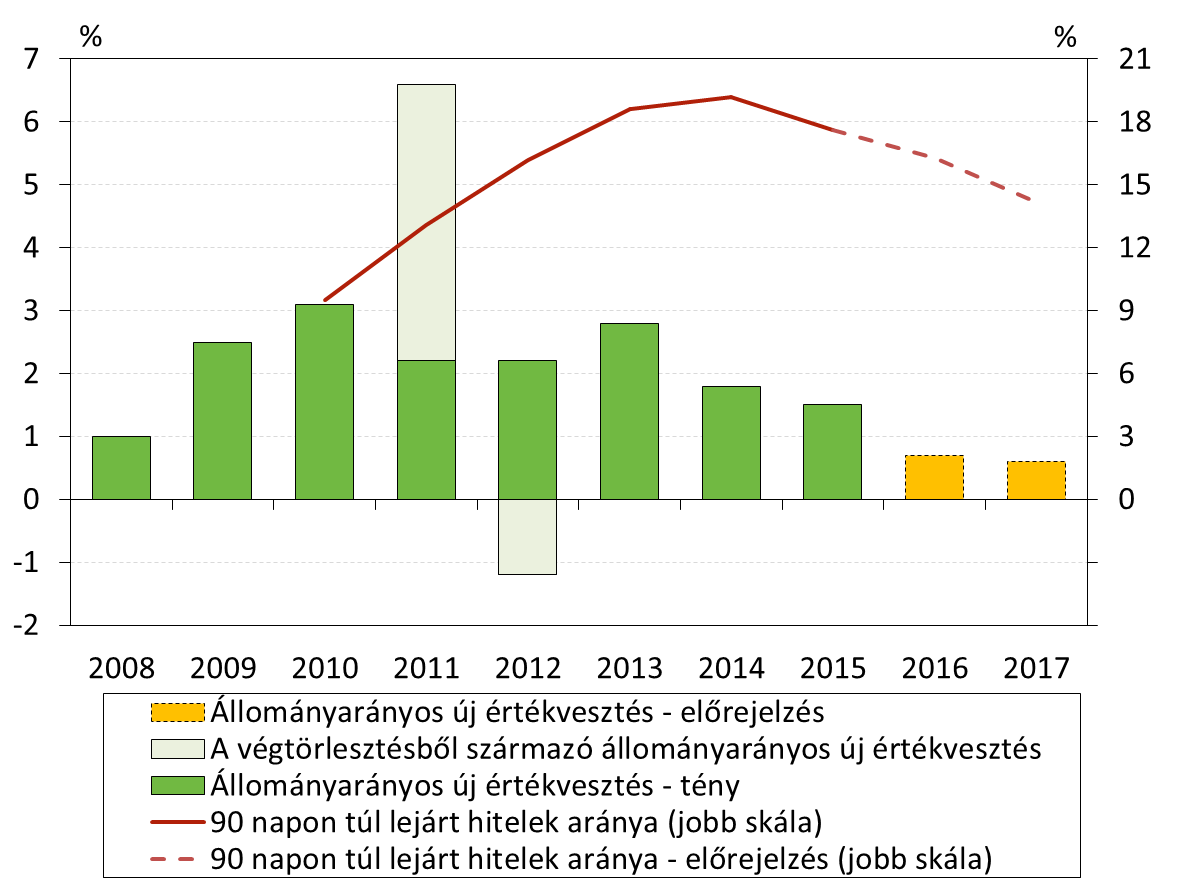 % %
7 21
6 18
5 15
4 12
3 9
2 6
1 3
0 0
-1
-2
2008 2009 2010 2011 2012 2013 2014 2015 2016 2017
Állományarányos új értékvesztés - előrejelzés
A végtörlesztésből származó állományarányos új értékvesztés
Állományarányos új értékvesztés - tény
90 napon túl lejárt hitelek aránya (jobb skála)
90 napon túl lejárt hitelek aránya - előrejelzés (jobb skála)